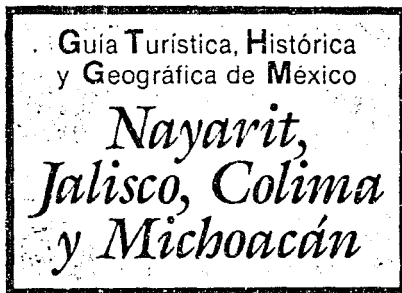 Guía Turística, Histórica
y Geográfica de México
Nayarit,
Jalisco, Colima
y Michoacán